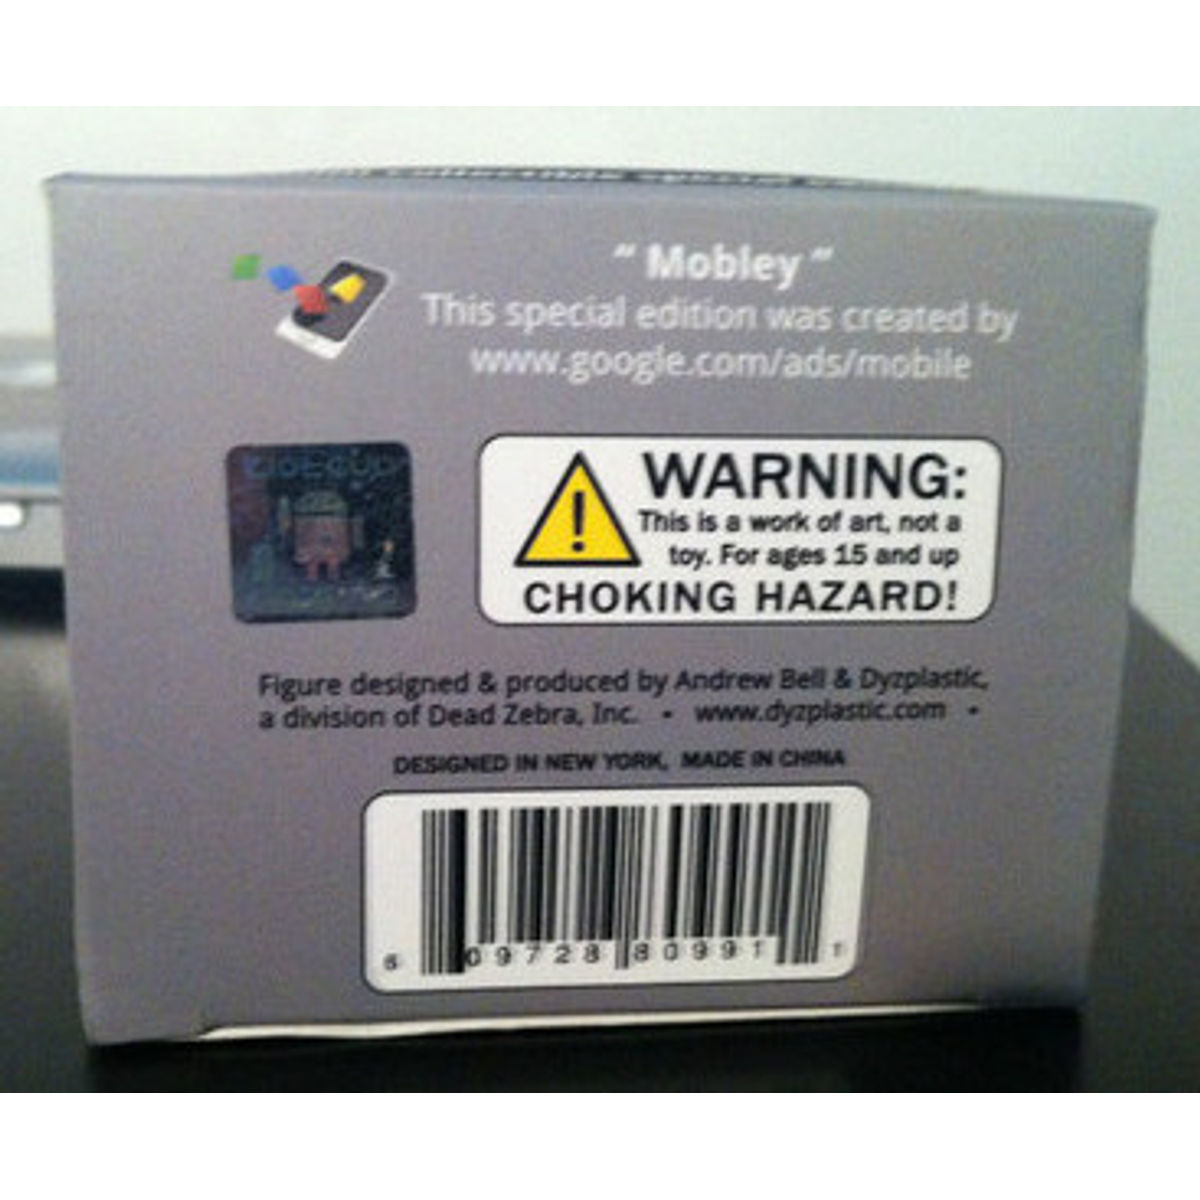 “ Mobley ”
This special edition was created by
www.google.com/ads/mobile
WARNING:
This is a work of art, not a
toy. For ages 15 and up
CHOKING HAZARD!
Figure designed & produced by Andrew Bell & Dyzplastic,
a division of Dead Zebra, Inc. • www.dyzplastic.com •
DESIGNED IN NEW YORK, MADE IN CHINA
6 09728 80991 1